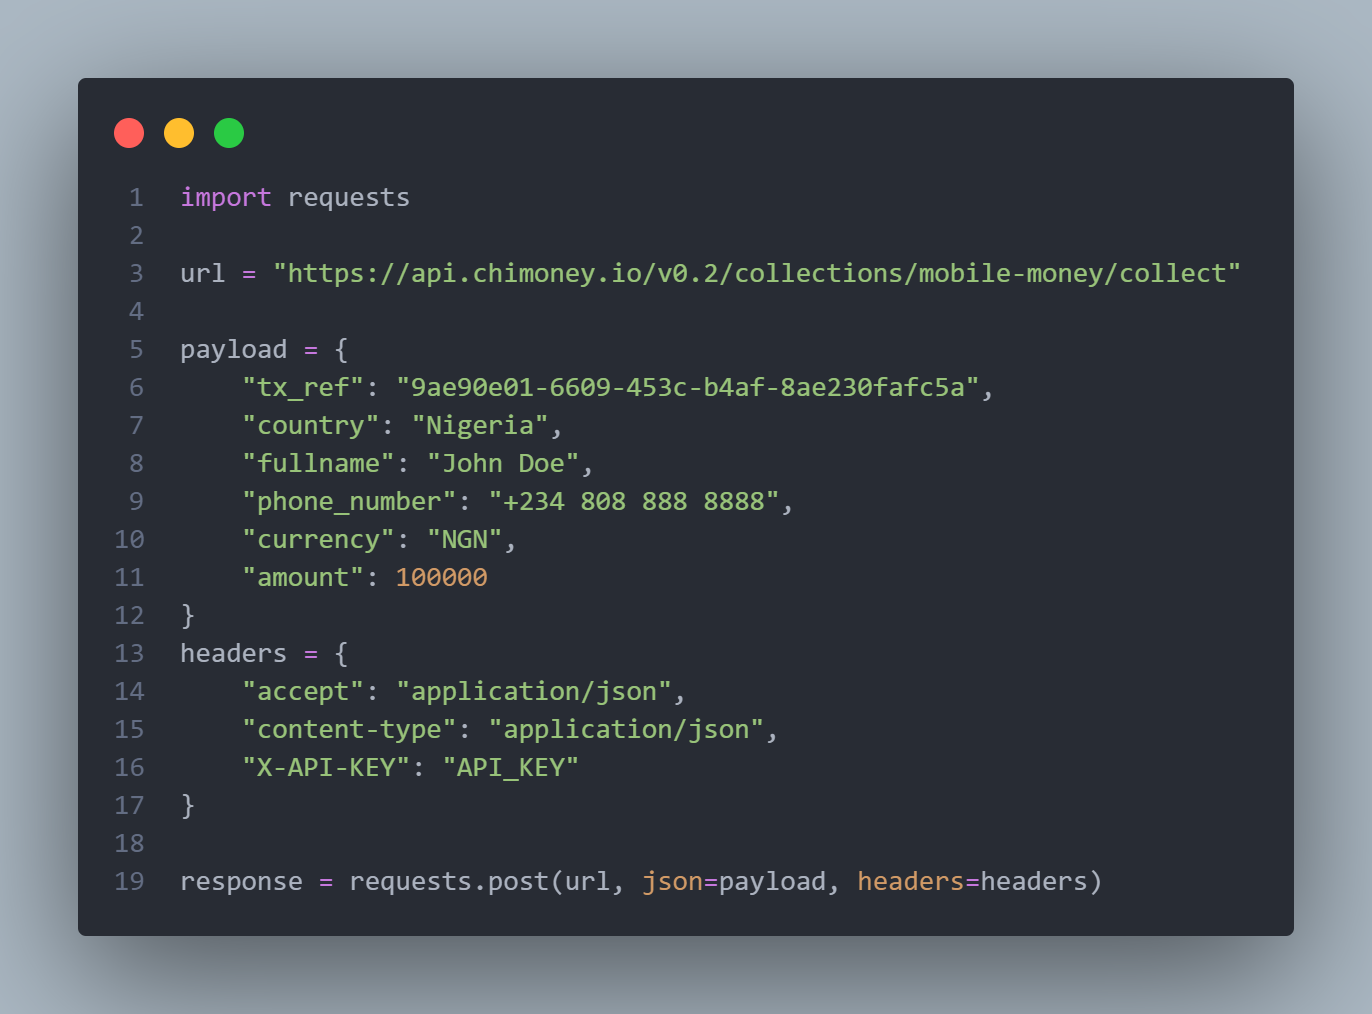 1 import requests
2
3 url = "https://api.chimoney.io/v0.2/collections/mobile-money/collect"
4
5 payload = {
6     "tx_ref": "9ae90e01-6609-453c-b4af-8ae230fafc5a",
7     "country": "Nigeria",
8     "fullname": "John Doe",
9     "phone_number": "+234 808 888 8888",
10     "currency": "NGN",
11     "amount": 100000
12 }
13 headers = {
14     "accept": "application/json",
15     "content-type": "application/json",
16     "X-API-KEY": "API_KEY"
17 }
18
19 response = requests.post(url, json=payload, headers=headers)